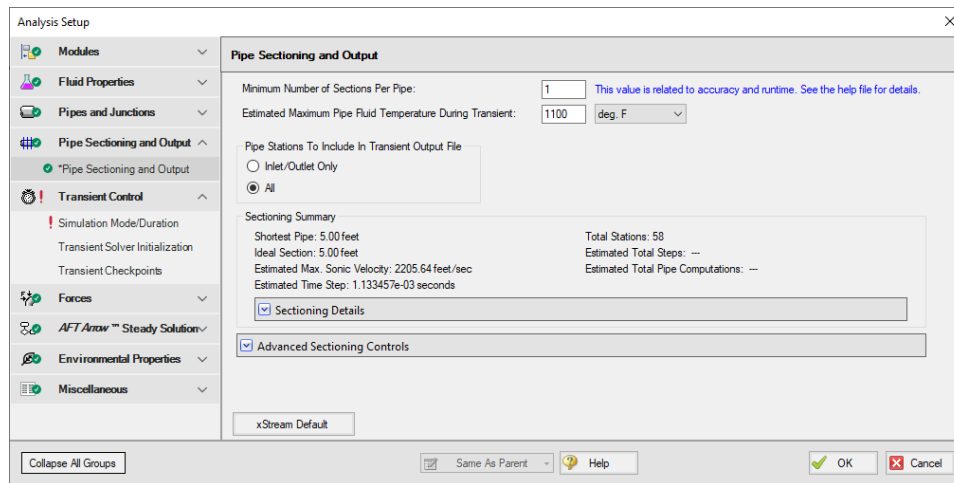 Analysis Setup
Modules
Fluid Properties
Pipes and Junctions
Pipe Sectioning and Output
*Pipe Sectioning and Output
Transient Control
Simulation Mode/Duration
Transient Solver Initialization
Transient Checkpoints
Forces
AFT Arrow ™ Steady Solution
Environmental Properties
Miscellaneous
Collapse All Groups
Pipe Sectioning and Output
Minimum Number of Sections Per Pipe: 1 This value is related to accuracy and runtime. See the help file for details.
Estimated Maximum Pipe Fluid Temperature During Transient: 1100 deg. F
Pipe Stations To Include In Transient Output File
Inlet/Outlet Only
All
Sectioning Summary
Shortest Pipe: 5.00 feet
Ideal Section: 5.00 feet
Estimated Max. Sonic Velocity: 2205.64 feet/sec
Estimated Time Step: 1.133457e-03 seconds
Total Stations: 58
Estimated Total Steps: ---
Estimated Total Pipe Computations: ---
Sectioning Details
Advanced Sectioning Controls
xStream Default
Same As Parent
Help
OK
Cancel